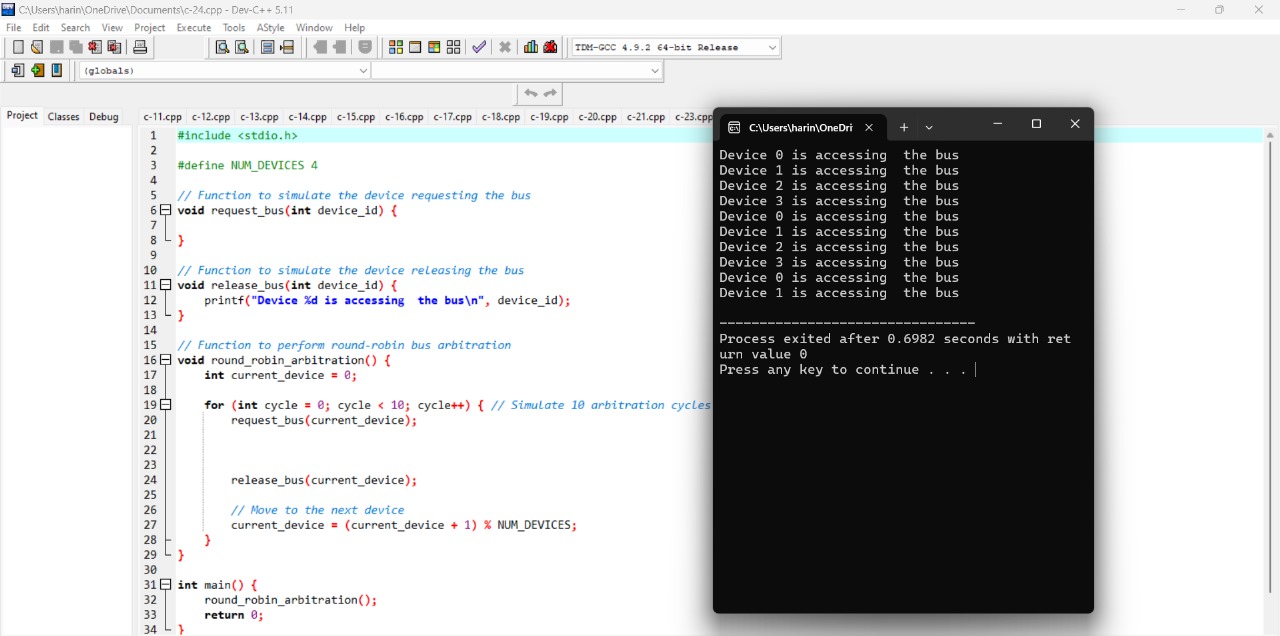 C:\Users\harin\OneDrive\Documents\c-24.cpp - Dev-C++ 5.11
File Edit Search View Project Execute Tools AStyle Window Help
TDM-GCC 4.9.2 64-bit Release
(globals)
Project Classes Debug
c-11.cpp c-12.cpp c-13.cpp c-14.cpp c-15.cpp c-16.cpp c-17.cpp c-18.cpp c-19.cpp c-20.cpp c-21.cpp c-23.cpp
1 #include <stdio.h>
2
3 #define NUM_DEVICES 4
4
5 // Function to simulate the device requesting the bus
6 void request_bus(int device_id) {
7
8 }
9
10 // Function to simulate the device releasing the bus
11 void release_bus(int device_id) {
12     printf("Device %d is accessing  the bus\n", device_id);
13 }
14
15 // Function to perform round-robin bus arbitration
16 void round_robin_arbitration() {
17     int current_device = 0;
18
19     for (int cycle = 0; cycle < 10; cycle++) { // Simulate 10 arbitration cycles
20         request_bus(current_device);
21
22
23
24         release_bus(current_device);
25
26         // Move to the next device
27         current_device = (current_device + 1) % NUM_DEVICES;
28     }
29 }
30
31 int main() {
32     round_robin_arbitration();
33     return 0;
34 }
C:\Users\harin\OneDri
Device 0 is accessing  the bus
Device 1 is accessing  the bus
Device 2 is accessing  the bus
Device 3 is accessing  the bus
Device 0 is accessing  the bus
Device 1 is accessing  the bus
Device 2 is accessing  the bus
Device 3 is accessing  the bus
Device 0 is accessing  the bus
Device 1 is accessing  the bus
--------------------------------
Process exited after 0.6982 seconds with ret
urn value 0
Press any key to continue . . .